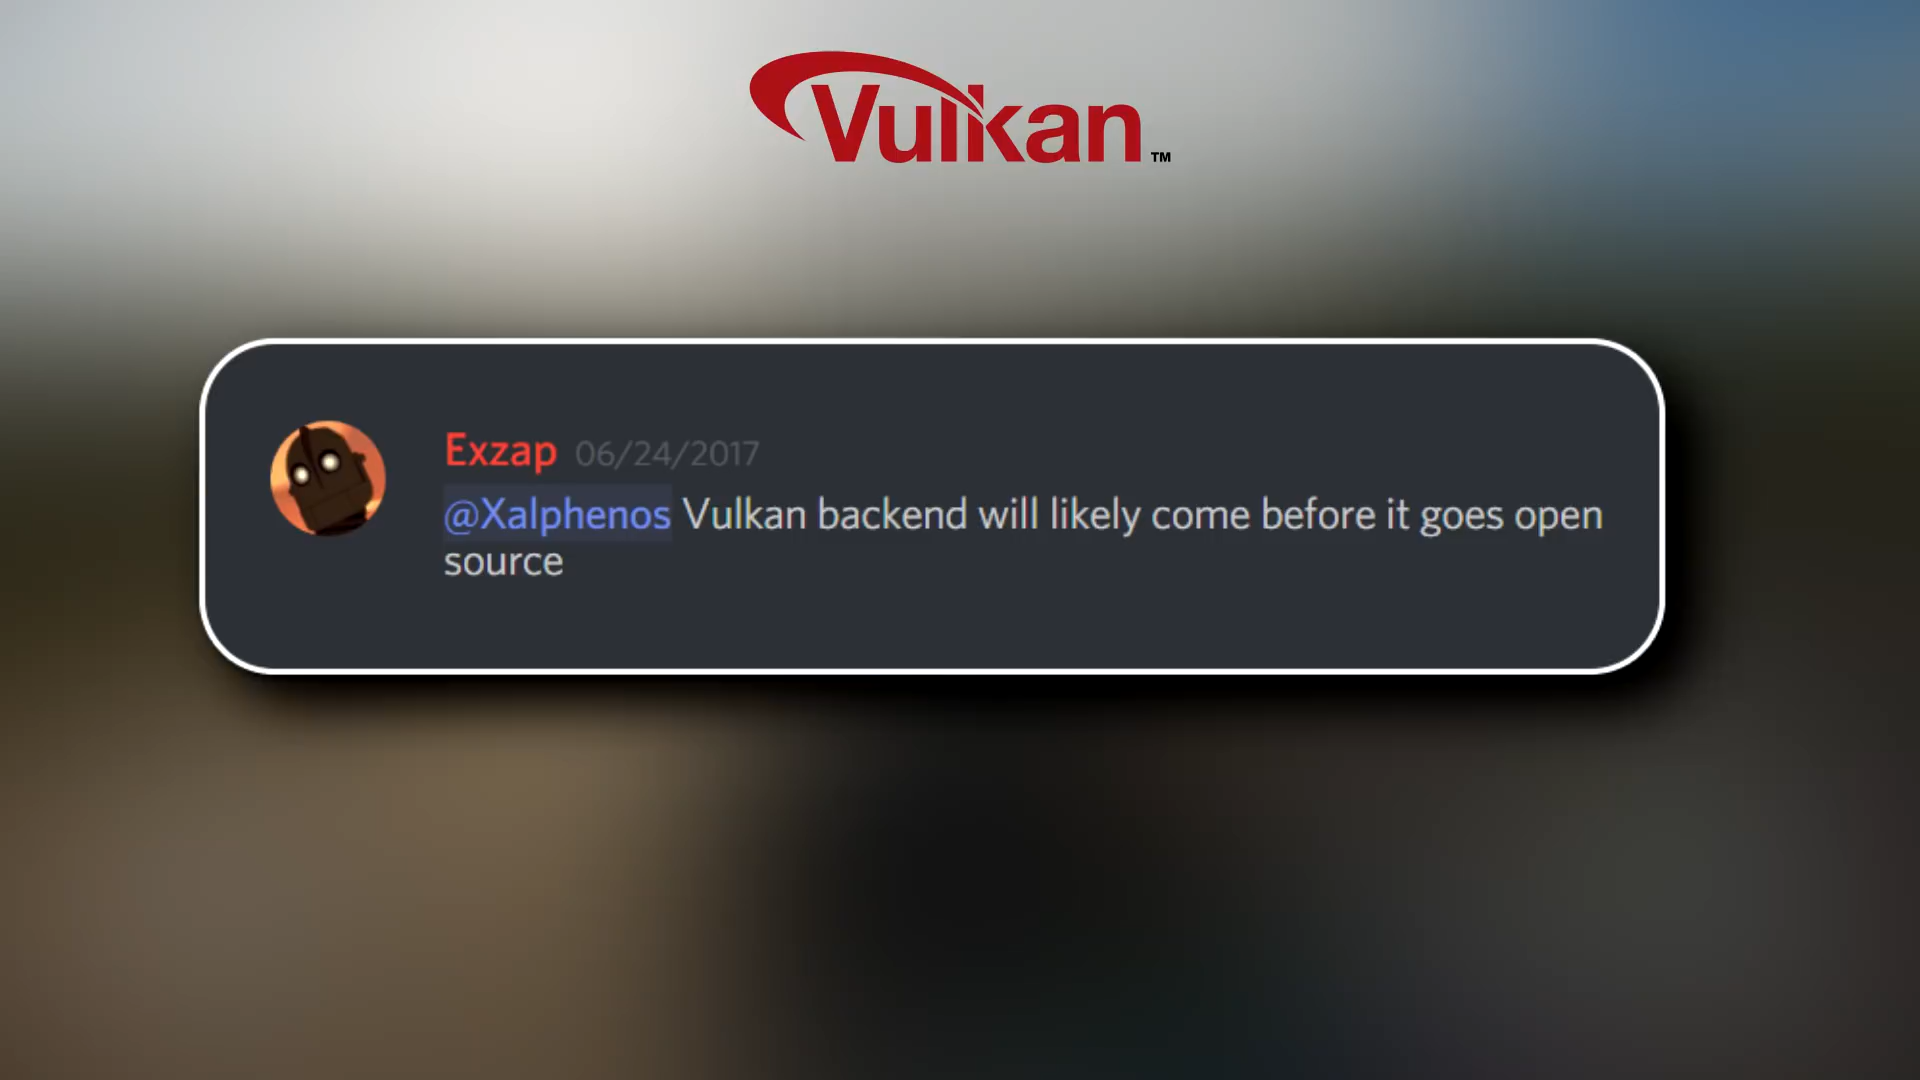 Vulkan™
Exzap 06/24/2017
@Xalphenos Vulkan backend will likely come before it goes open
source